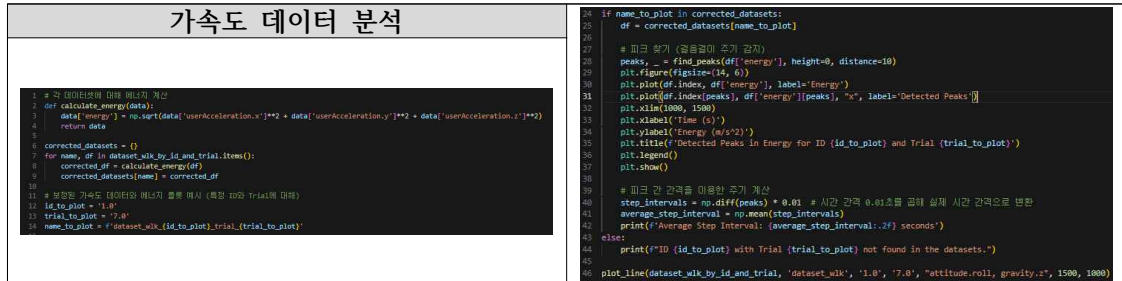 가속도 데이터 분석
1 # 각 데이터셋에 대해 에너지 계산
2 def calculate_energy(data):
3 data['energy'] = np.sqrt(data['userAcceleration.x']**2 + data['userAcceleration.y']**2 + data['userAcceleration.z']**2)
4 return data
5
6 corrected_datasets = {}
7 for name, df in dataset_wlk_by_id_and_trial.items():
8 corrected_df = calculate_energy(df)
9 corrected_datasets[name] = corrected_df
10
11 # 보정된 가속도 데이터와 에너지 플롯 예시 (특정 ID와 Trial에 대해)
12 id_to_plot = '1.0'
13 trial_to_plot = '7.0'
14 name_to_plot = f'dataset_wlk_{id_to_plot}_trial_{trial_to_plot}'
24 if name_to_plot in corrected_datasets:
25 df = corrected_datasets[name_to_plot]
26
27 # 피크 찾기 (걸음걸이 주기 감지)
28 peaks, _ = find_peaks(df['energy'], height=0, distance=10)
29 plt.figure(figsize=(14, 6))
30 plt.plot(df.index, df['energy'], label='Energy')
31 plt.plot(df.index[peaks], df['energy'][peaks], "x", label='Detected Peaks')
32 plt.xlim(1000, 1500)
33 plt.xlabel('Time (s)')
34 plt.ylabel('Energy (m/s^2)')
35 plt.title(f'Detected Peaks in Energy for ID {id_to_plot} and Trial {trial_to_plot}')
36 plt.legend()
37 plt.show()
38
39 # 피크 간 간격을 이용한 주기 계산
40 step_intervals = np.diff(peaks) * 0.01 # 시간 간격 0.01초를 곱해 실제 시간 간격으로 변환
41 average_step_interval = np.mean(step_intervals)
42 print(f'Average Step Interval: {average_step_interval:.2f} seconds')
43 else:
44 print(f"ID {id_to_plot} with Trial {trial_to_plot} not found in the datasets.")
45
46 plot_line(dataset_wlk_by_id_and_trial, 'dataset_wlk', '1.0', '7.0', "attitude.roll, gravity.z", 1500, 1000)